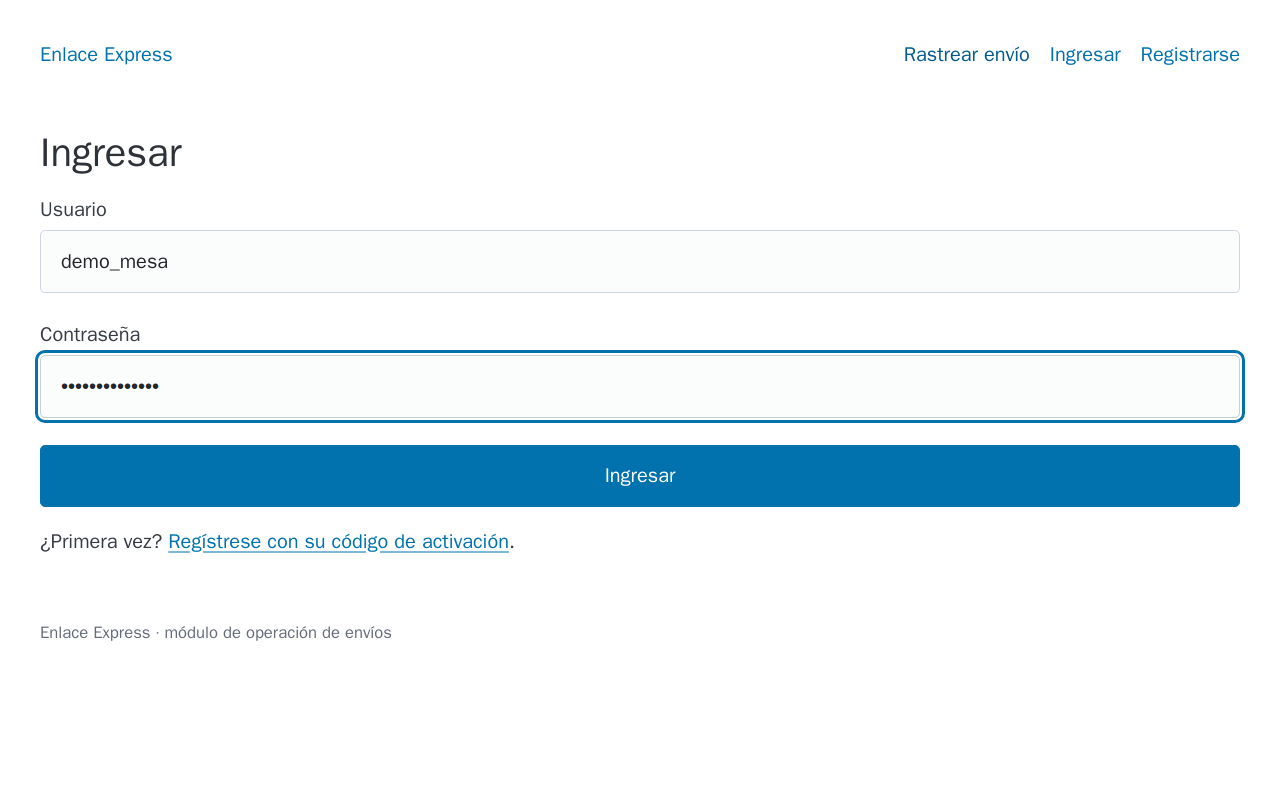 Enlace Express
Rastrear envío
Ingresar
Registrarse
Ingresar
Usuario
demo_mesa
Contraseña
••••••••••••••
Ingresar
¿Primera vez? Regístrese con su código de activación.
Enlace Express · módulo de operación de envíos